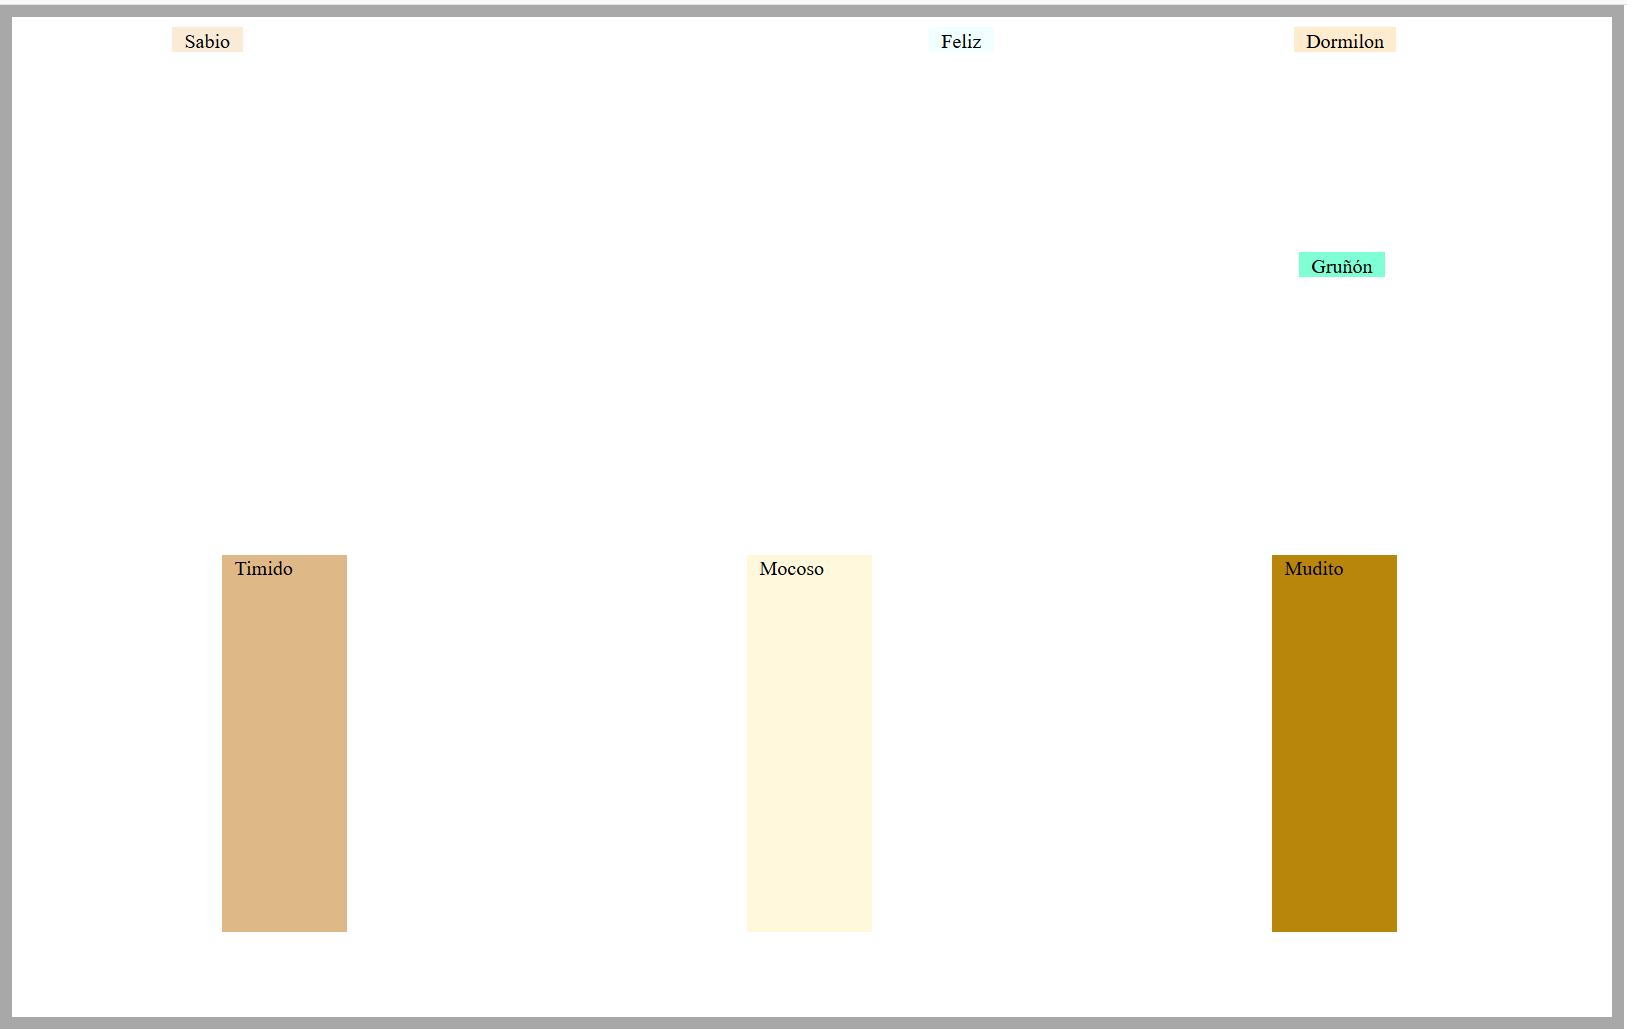 Sabio
Feliz
Dormilon
Gruñón
Timido
Mocoso
Mudito